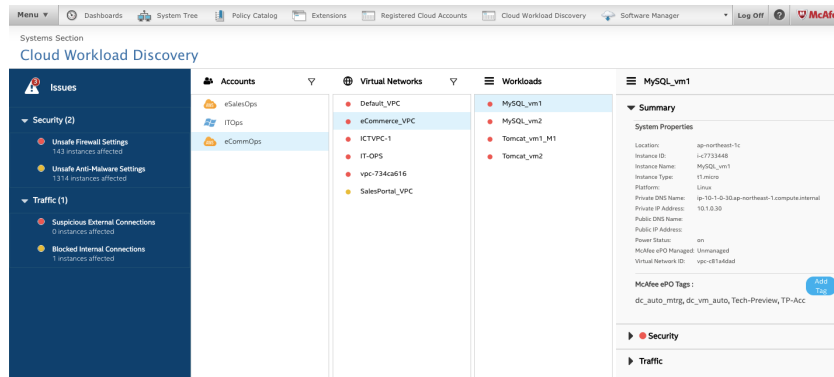 Menu ▼ Dashboards System Tree Policy Catalog Extensions Registered Cloud Accounts Cloud Workload Discovery Software Manager Log Off ? McAfe
Systems Section
Cloud Workload Discovery
3
Issues
Security (2)
Unsafe Firewall Settings
143 instances affected
Unsafe Anti-Malware Settings
1314 instances affected
Traffic (1)
Suspicious External Connections
0 instances affected
Blocked Internal Connections
1 instances affected
Accounts
eSalesOps
ITOps
eCommOps
Virtual Networks
Default_VPC
eCommerce_VPC
ICTVPC-1
IT-OPS
vpc-734ca616
SalesPortal_VPC
Workloads
MySQL_vm1
MySQL_vm2
Tomcat_vm1_M1
Tomcat_vm2
MySQL_vm1
Summary
System Properties
Location: ap-northeast-1c
Instance ID: i-c7733448
Instance Name: MySQL_vm1
Instance Type: t1.micro
Platform: Linux
Private DNS Name: ip-10-1-0-30.ap-northeast-1.compute.internal
Private IP Address: 10.1.0.30
Public DNS Name:
Public IP Address:
Power Status: on
McAfee ePO Managed: Unmanaged
Virtual Network ID: vpc-c81a4dad
McAfee ePO Tags :
Add
Tag
dc_auto_mtrg, dc_vm_auto, Tech-Preview, TP-Acc
Security
Traffic